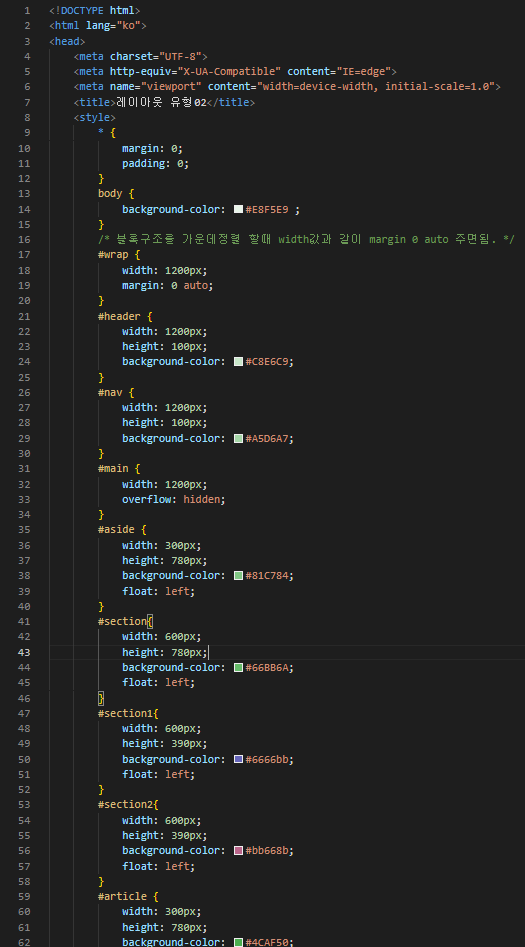 1 <!DOCTYPE html>
2 <html lang="ko">
3 <head>
4 <meta charset="UTF-8">
5 <meta http-equiv="X-UA-Compatible" content="IE=edge">
6 <meta name="viewport" content="width=device-width, initial-scale=1.0">
7 <title>레이아웃 유형02</title>
8 <style>
9 * {
10 margin: 0;
11 padding: 0;
12 }
13 body {
14 background-color: #E8F5E9 ;
15 }
16 /* 블록구조를 가운데정렬 할때 width값과 같이 margin 0 auto 주면됨. */
17 #wrap {
18 width: 1200px;
19 margin: 0 auto;
20 }
21 #header {
22 width: 1200px;
23 height: 100px;
24 background-color: #C8E6C9;
25 }
26 #nav {
27 width: 1200px;
28 height: 100px;
29 background-color: #A5D6A7;
30 }
31 #main {
32 width: 1200px;
33 overflow: hidden;
34 }
35 #aside {
36 width: 300px;
37 height: 780px;
38 background-color: #81C784;
39 float: left;
40 }
41 #section{
42 width: 600px;
43 height: 780px;
44 background-color: #66BB6A;
45 float: left;
46 }
47 #section1{
48 width: 600px;
49 height: 390px;
50 background-color: #6666bb;
51 float: left;
52 }
53 #section2{
54 width: 600px;
55 height: 390px;
56 background-color: #bb668b;
57 float: left;
58 }
59 #article {
60 width: 300px;
61 height: 780px;
62 background-color: #4CAF50;